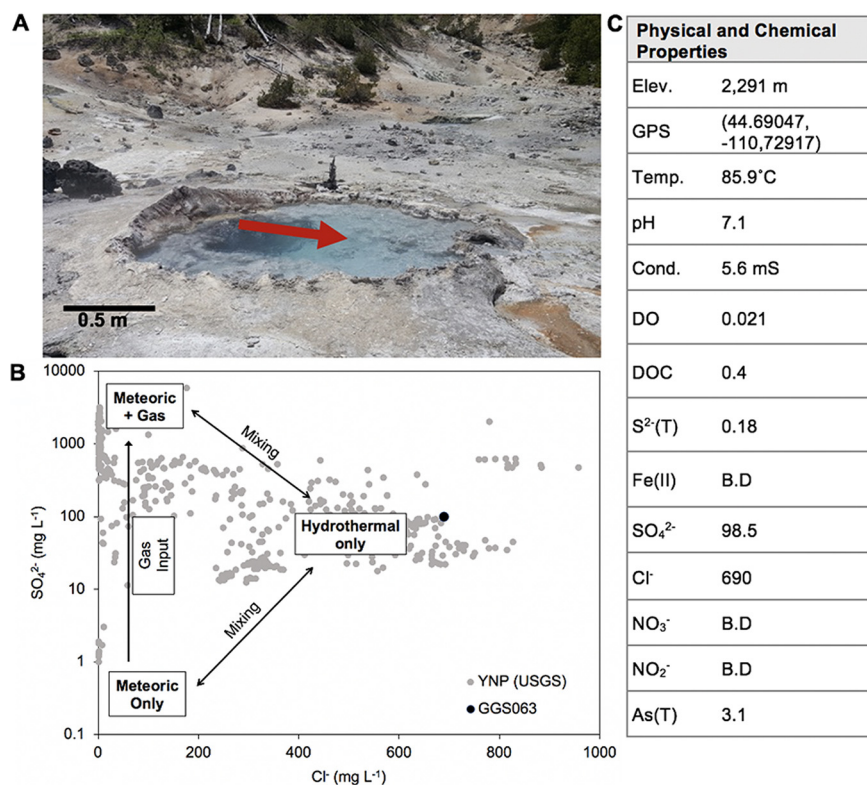 A
0.5 m
B
10000
1000
100
10
1
0.1
SO₄²⁻ (mg L⁻¹)
Meteoric
+ Gas
Mixing
Hydrothermal
only
Gas
Input
Mixing
Meteoric
Only
YNP (USGS)
GGS063
0
200
400
600
800
1000
Cl⁻ (mg L⁻¹)
C
Physical and Chemical
Properties
Elev. 2,291 m
GPS (44.69047,
-110,72917)
Temp. 85.9˚C
pH 7.1
Cond. 5.6 mS
DO 0.021
DOC 0.4
S²⁻(T) 0.18
Fe(II) B.D
SO₄²⁻ 98.5
Cl⁻ 690
NO₃⁻ B.D
NO₂⁻ B.D
As(T) 3.1